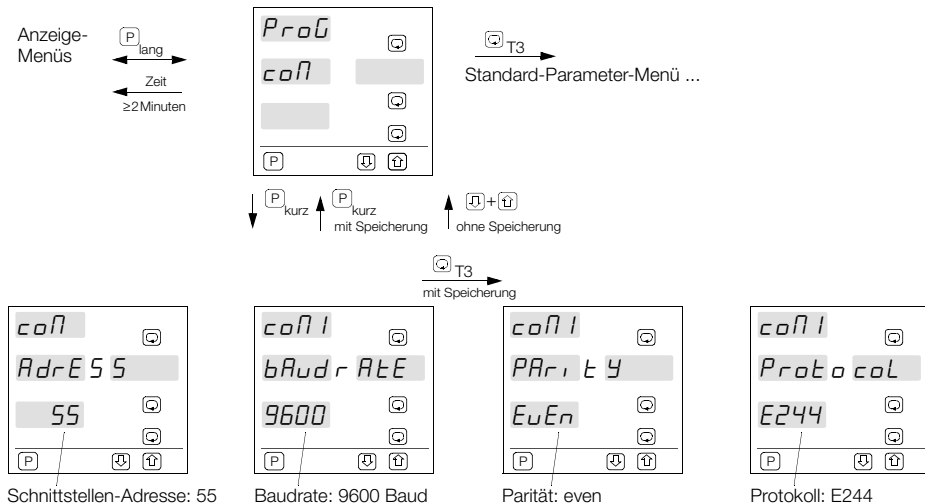 Anzeige-
Menüs
P lang
Zeit
≥2 Minuten
ProG
coM
P
T3
Standard-Parameter-Menü ...
P kurz
P kurz
mit Speicherung
+
ohne Speicherung
T3
mit Speicherung
coM
AdrESS
55
P
Schnittstellen-Adresse: 55
coM1
bAudrAtE
9600
P
Baudrate: 9600 Baud
coM1
PAritY
EvEn
P
Parität: even
coM1
ProtocoL
E244
P
Protokoll: E244